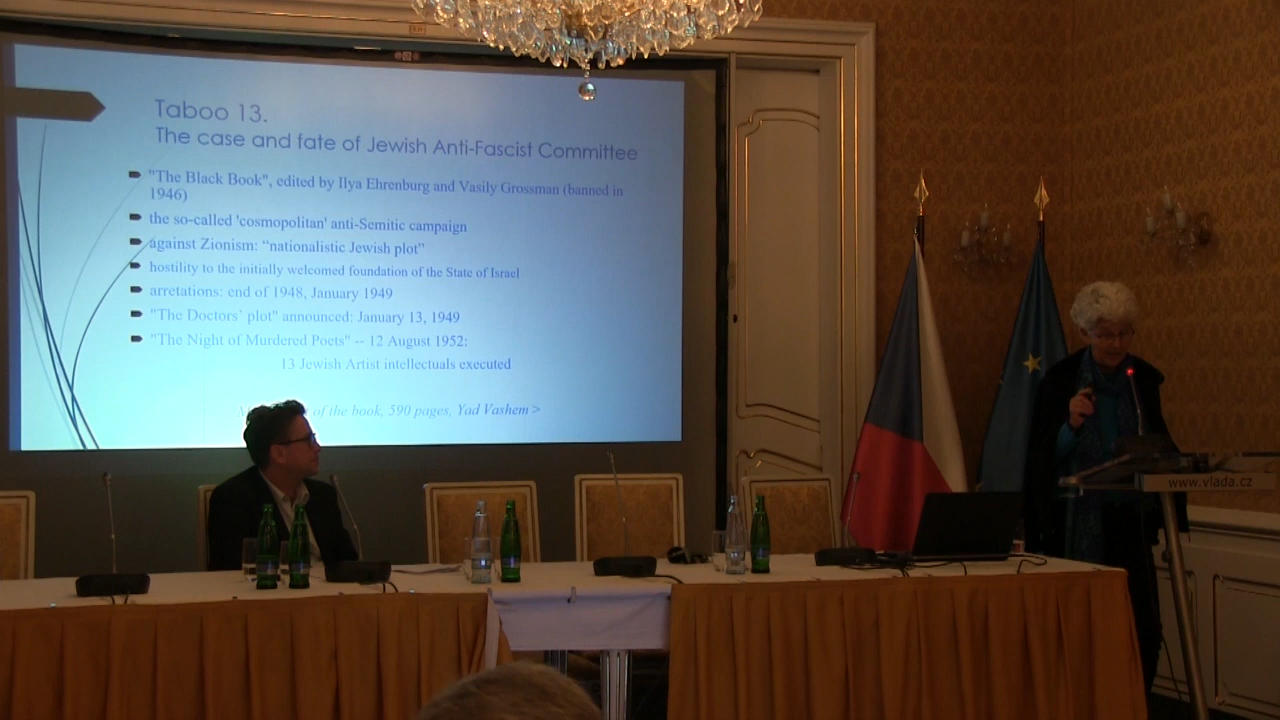 Taboo 13.
The case and fate of Jewish Anti-Fascist Committee
"The Black Book", edited by Ilya Ehrenburg and Vasily Grossman (banned in
1946)
the so-called 'cosmopolitan' anti-Semitic campaign
against Zionism: “nationalistic Jewish plot”
hostility to the initially welcomed foundation of the State of Israel
arretations: end of 1948, January 1949
"The Doctors’ plot" announced: January 13, 1949
"The Night of Murdered Poets" -- 12 August 1952:
13 Jewish Artist intellectuals executed
of the book, 590 pages, Yad Vashem >
www.vlada.cz